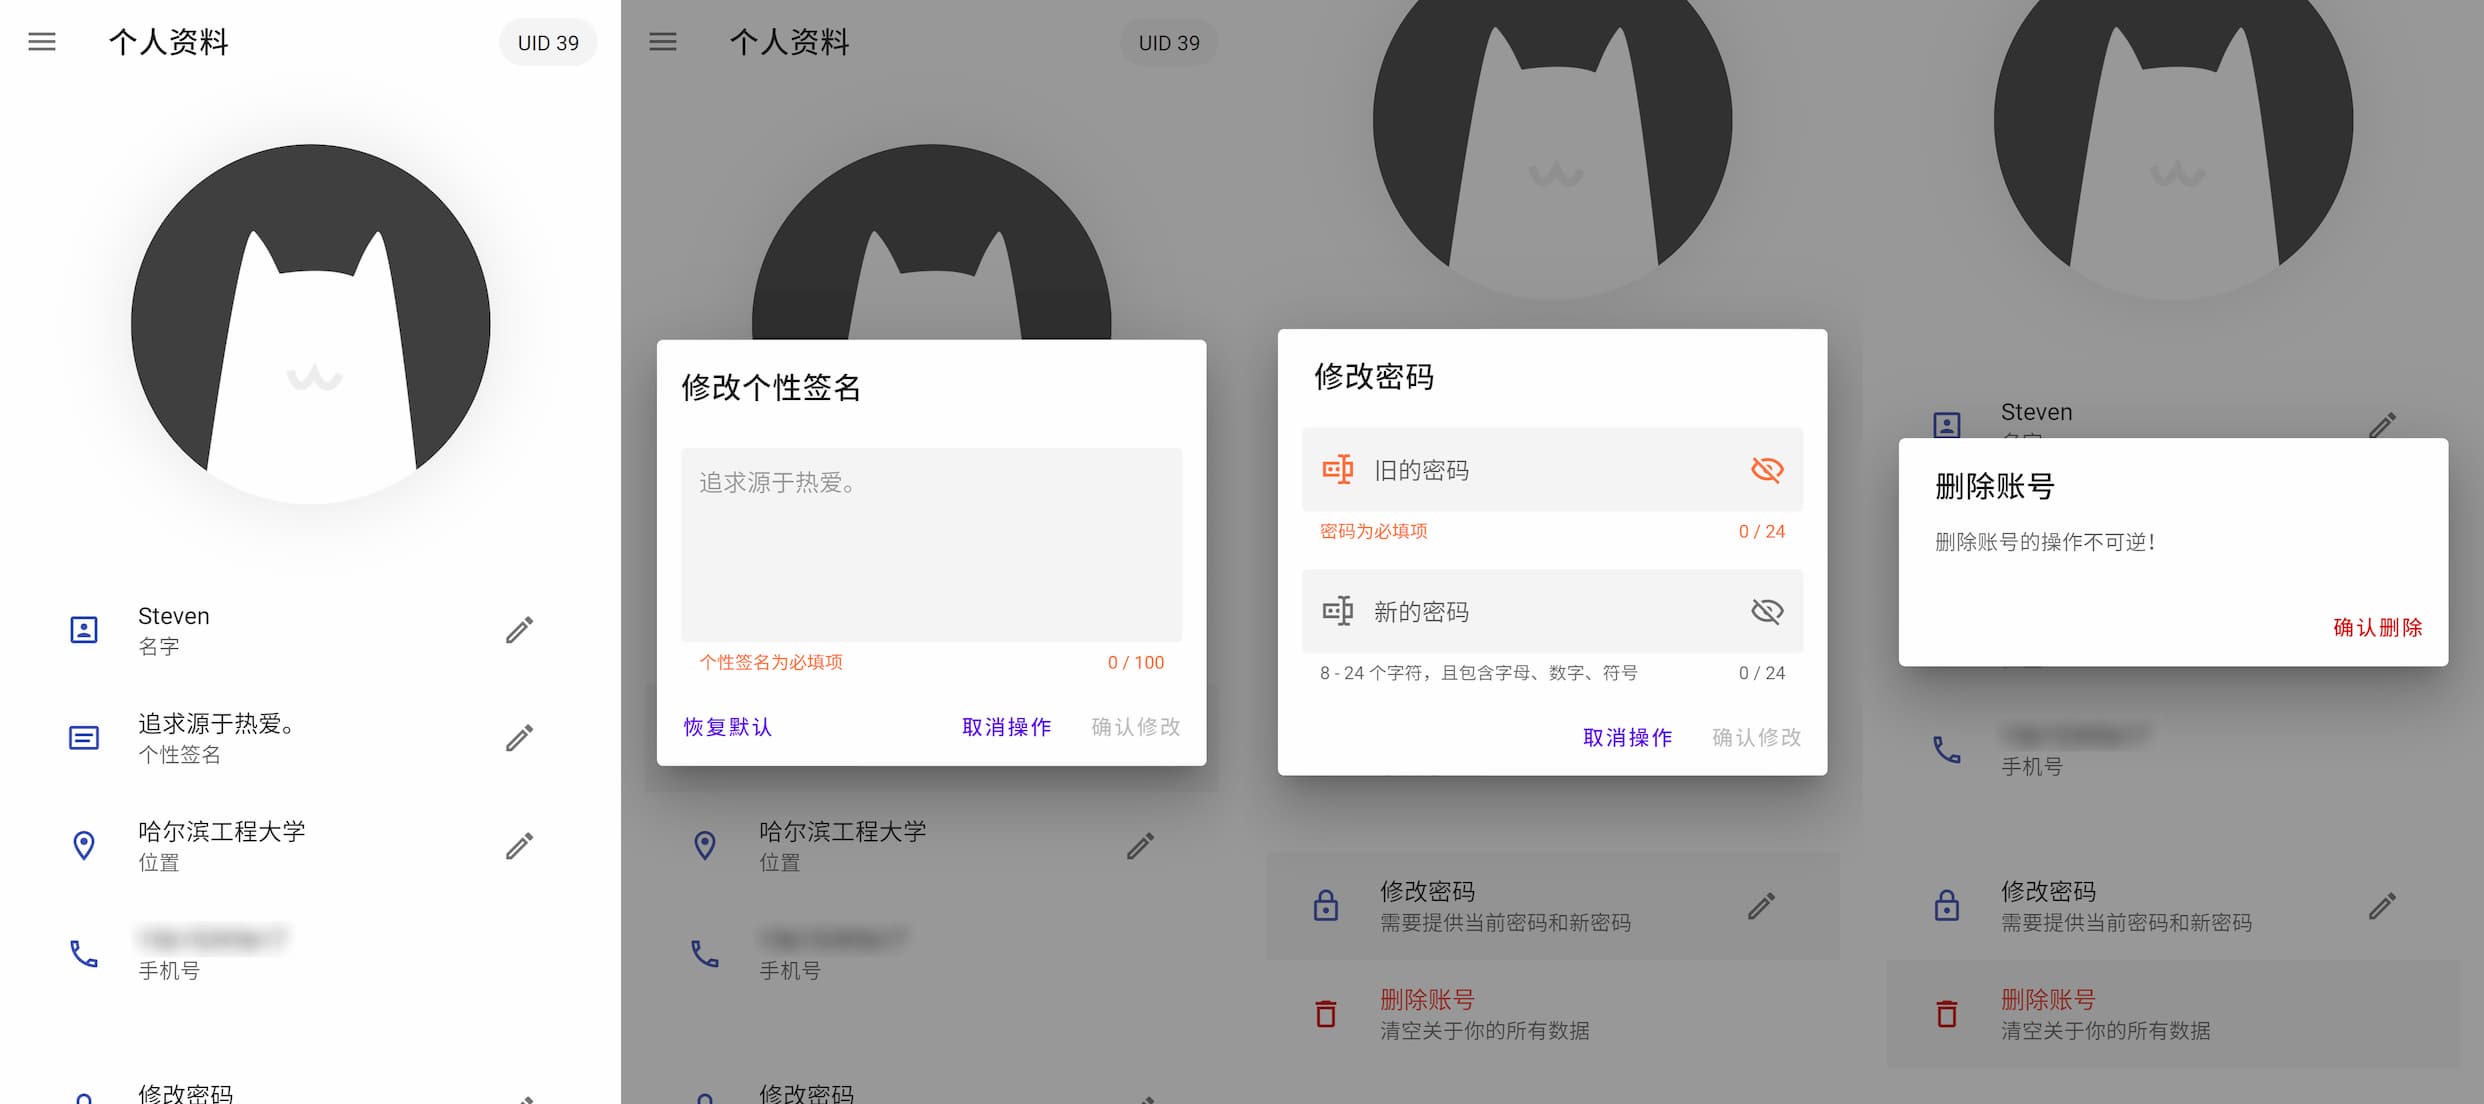 个人资料
UID 39
Steven
名字
追求源于热爱。
个性签名
哈尔滨工程大学
位置
手机号
修改密码
个人资料
UID 39
修改个性签名
追求源于热爱。
个性签名为必填项
0 / 100
恢复默认
取消操作
确认修改
哈尔滨工程大学
位置
手机号
修改密码
修改密码
旧的密码
密码为必填项
0 / 24
新的密码
8 - 24 个字符，且包含字母、数字、符号
0 / 24
取消操作
确认修改
修改密码
需要提供当前密码和新密码
删除账号
清空关于你的所有数据
Steven
名字
删除账号
删除账号的操作不可逆！
确认删除
手机号
修改密码
需要提供当前密码和新密码
删除账号
清空关于你的所有数据